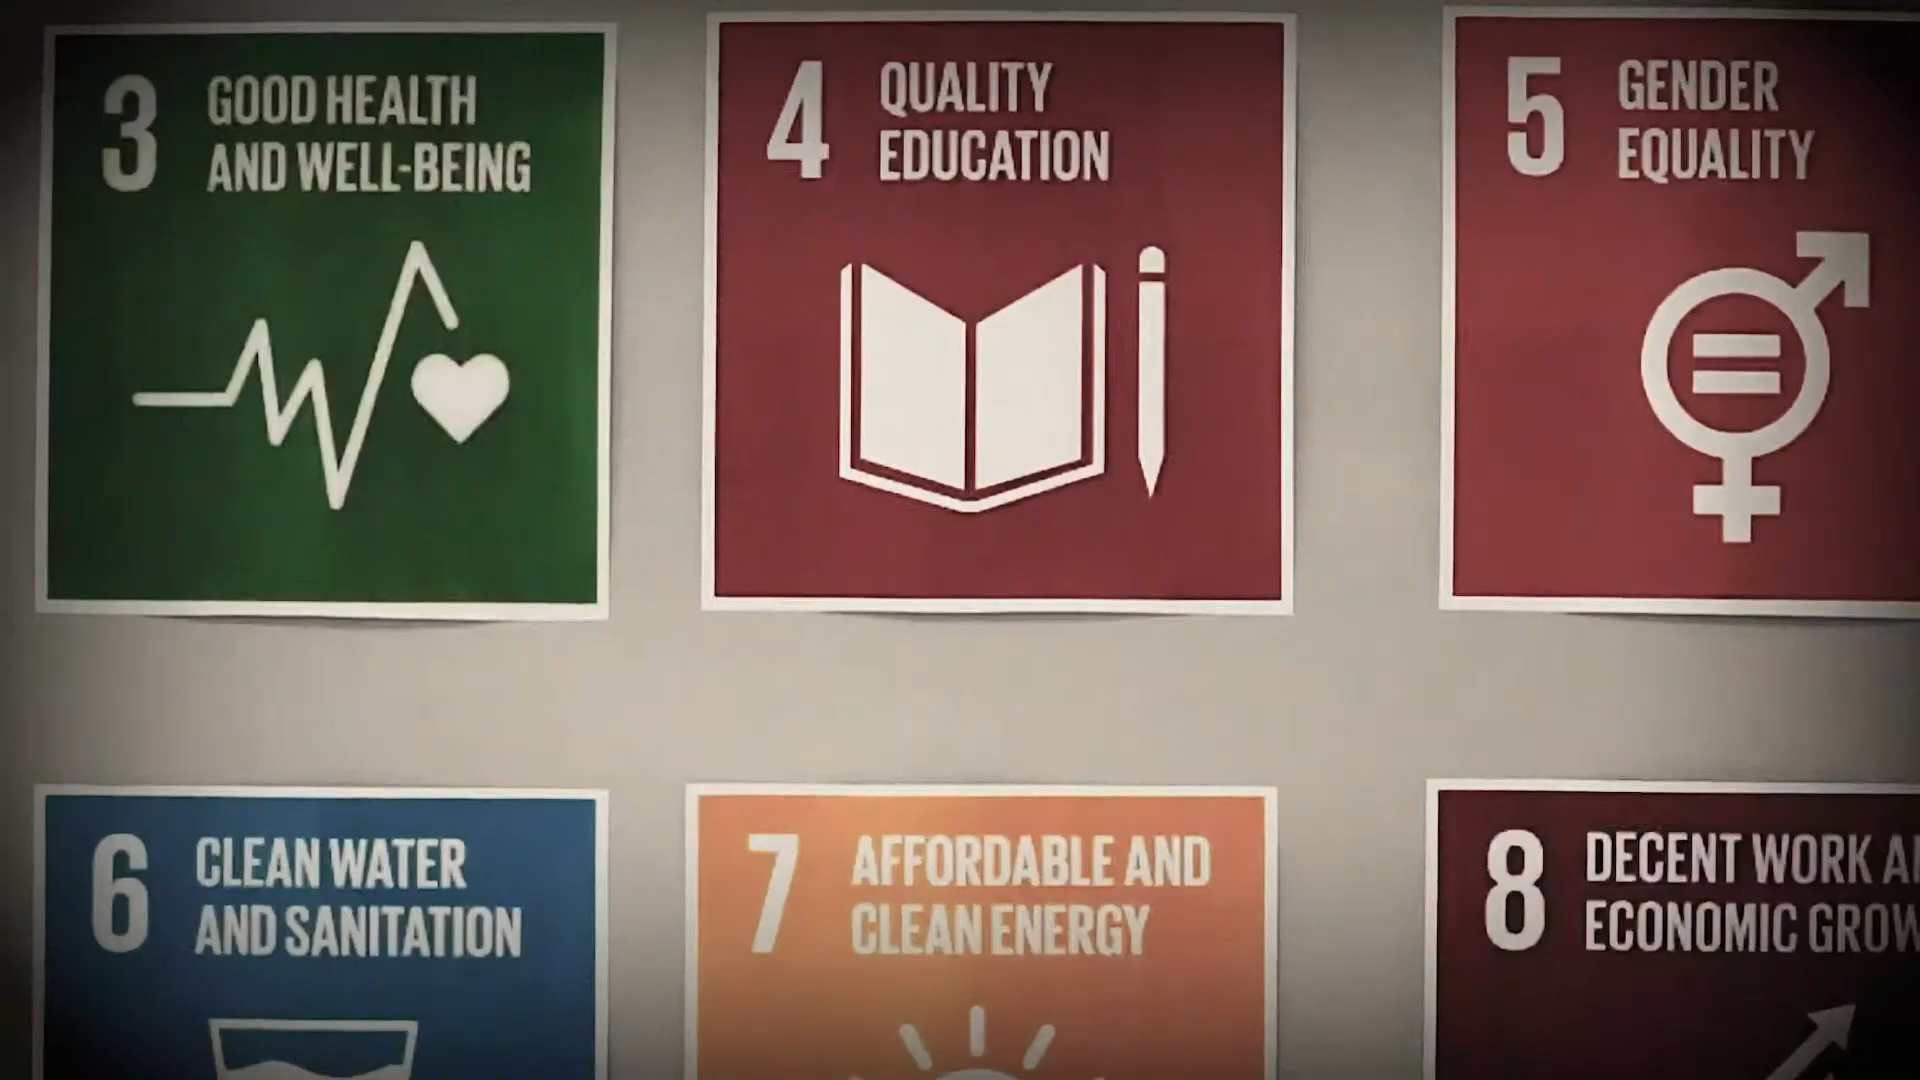 3
GOOD HEALTH
AND WELL-BEING
4
QUALITY
EDUCATION
5
GENDER
EQUALITY
6
CLEAN WATER
AND SANITATION
7
AFFORDABLE AND
CLEAN ENERGY
8
DECENT WORK
ECONOMIC